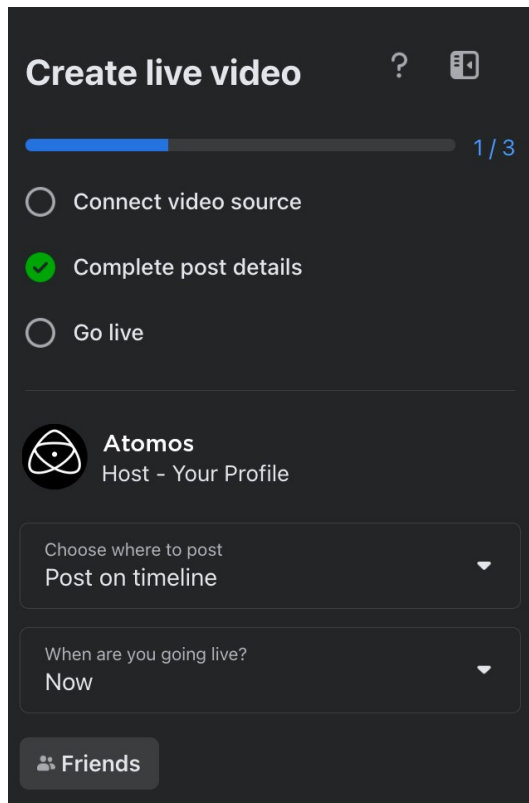 Create live video
1 / 3
Connect video source
Complete post details
Go live
Atomos
Host - Your Profile
Choose where to post
Post on timeline
When are you going live?
Now
Friends